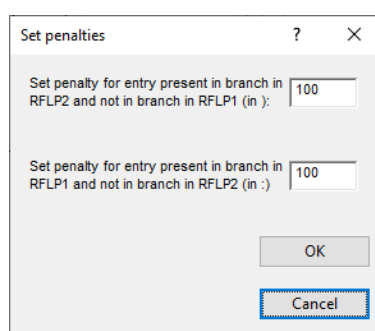 Set penalties ? ×
Set penalty for entry present in branch in
RFLP2 and not in branch in RFLP1 (in ):
100
Set penalty for entry present in branch in
RFLP1 and not in branch in RFLP2 (in :)
100
OK
Cancel